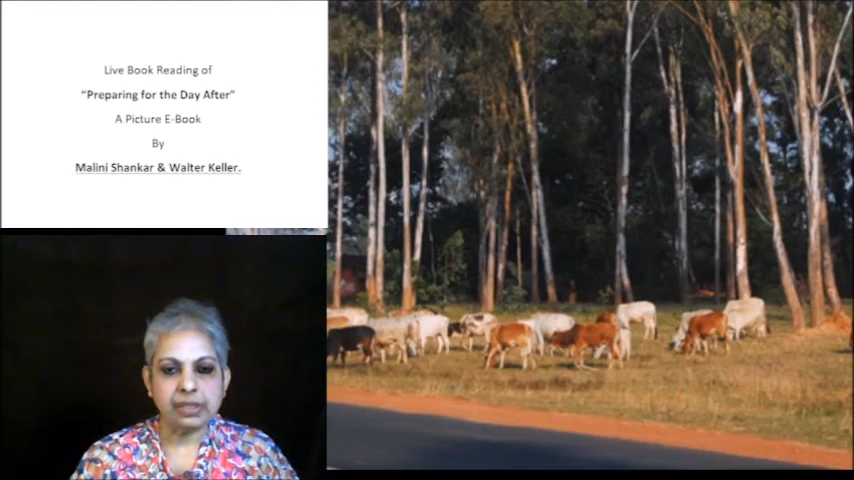 Live Book Reading of
“Preparing for the Day After”
A Picture E-Book
By
Malini Shankar & Walter Keller.